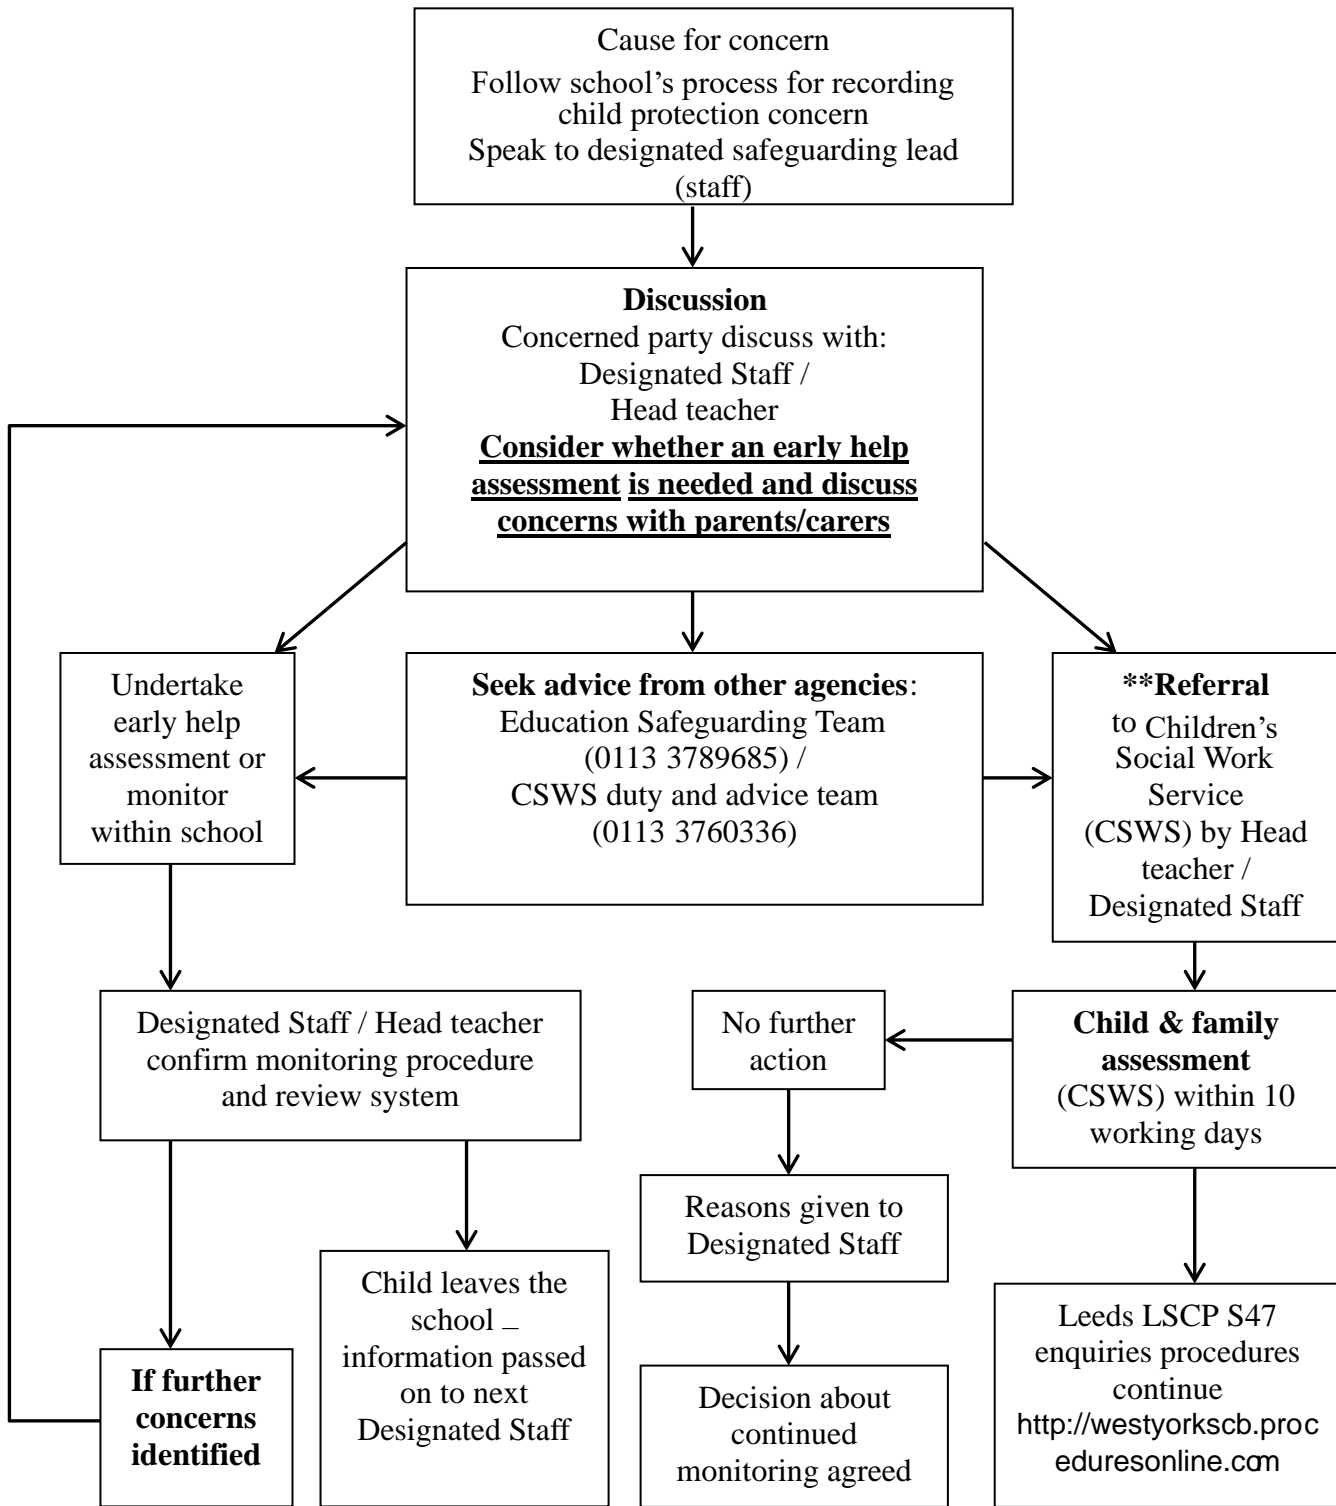 Cause for concern
Follow school’s process for recording
child protection concern
Speak to designated safeguarding lead
(staff)
Discussion
Concerned party discuss with:
Designated Staff /
Head teacher
Consider whether an early help
assessment is needed and discuss
concerns with parents/carers
Undertake
early help
assessment or
monitor
within school
Seek advice from other agencies:
Education Safeguarding Team
(0113 3789685) /
CSWS duty and advice team
(0113 3760336)
**Referral
to Children’s
Social Work
Service
(CSWS) by Head
teacher /
Designated Staff
Designated Staff / Head teacher
confirm monitoring procedure
and review system
No further
action
Child & family
assessment
(CSWS) within 10
working days
Reasons given to
Designated Staff
If further
concerns
identified
Child leaves the
school –
information passed
on to next
Designated Staff
Decision about
continued
monitoring agreed
Leeds LSCP S47
enquiries procedures
continue
http://westyorkscb.proc
eduresonline.com